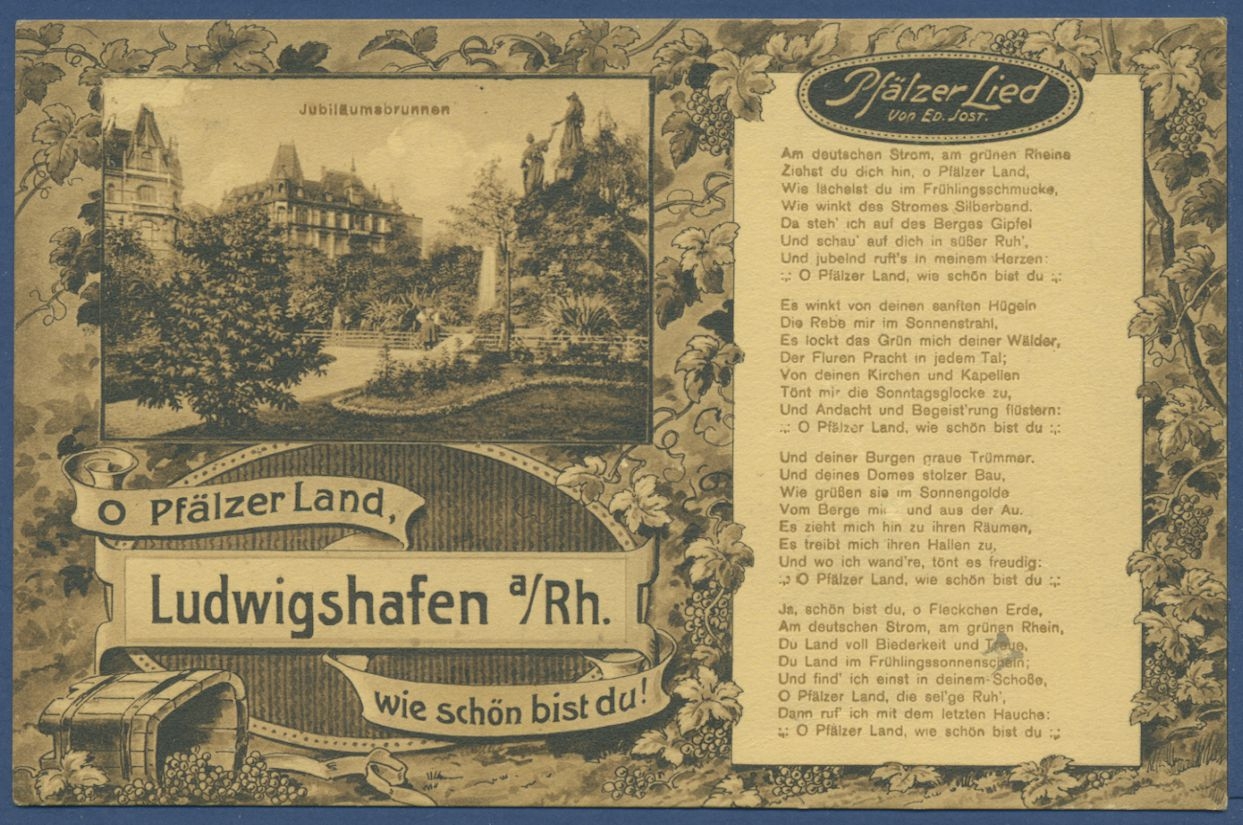 Jubiläumsbrunnen
O Pfälzer Land,
Ludwigshafen a/Rh.
wie schön bist du!
Pfälzer Lied
von Ed. Jost.
Am deutschen Strom, am grünen Rheine
Ziehst du dich hin, o Pfälzer Land,
Wie lächelst du im Frühlingsschmucke,
Wie winkt des Stromes Silberband.
Da steh' ich auf des Berges Gipfel
Und schau' auf dich in süßer Ruh',
Und jubelnd ruft's in meinem Herzen:
:,: O Pfälzer Land, wie schön bist du :,:
Es winkt von deinen sanften Hügeln
Die Rebe mir im Sonnenstrahl,
Es lockt das Grün mich deiner Wälder,
Der Fluren Pracht in jedem Tal;
Von deinen Kirchen und Kapellen
Tönt mir die Sonntagsglocke zu,
Und Andacht und Begeist'rung flüstern:
:,: O Pfälzer Land, wie schön bist du :,:
Und deiner Burgen graue Trümmer.
Und deines Domes stolzer Bau,
Wie grüßen sie im Sonnengolde
Vom Berge und aus der Au.
Es zieht mich hin zu ihren Räumen,
Es treibt mich ihren Hallen zu,
Und wo ich wand're, tönt es freudig:
:,: O Pfälzer Land, wie schön bist du :,:
Ja, schön bist du, o Fleckchen Erde,
Am deutschen Strom, am grünen Rhein,
Du Land voll Biederkeit und Treue,
Du Land im Frühlingssonnenschein;
Und find' ich einst in deinem Schoße,
O Pfälzer Land, die sel'ge Ruh',
Dann ruf' ich mit dem letzten Hauche:
:,: O Pfälzer Land, wie schön bist du :,: